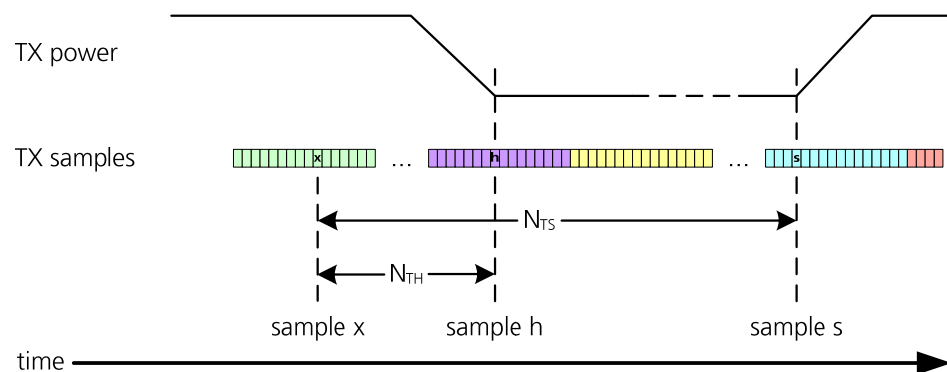 TX power
TX samples
x
...
h
...
s
NTS
NTH
sample x
sample h
sample s
time